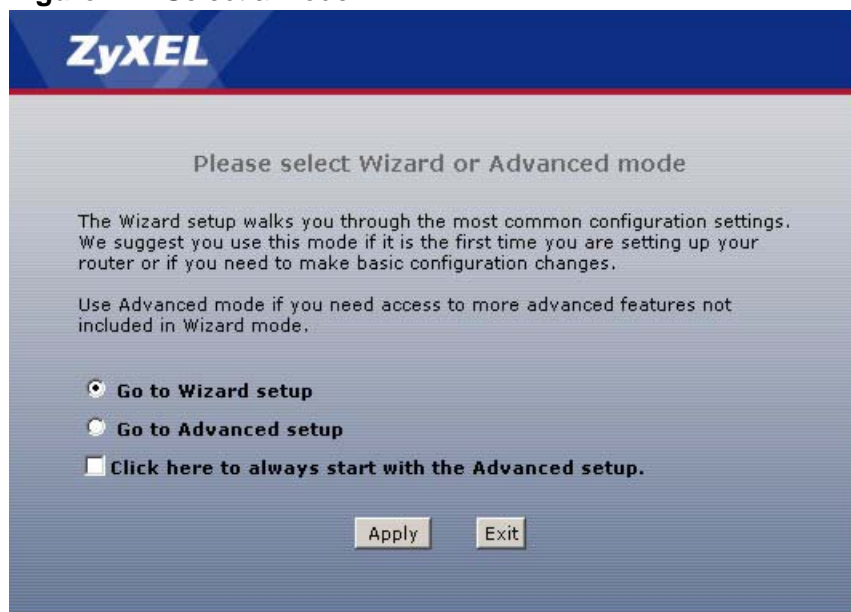 ZyXEL
Please select Wizard or Advanced mode
The Wizard setup walks you through the most common configuration settings.
We suggest you use this mode if it is the first time you are setting up your
router or if you need to make basic configuration changes.
Use Advanced mode if you need access to more advanced features not
included in Wizard mode.
Go to Wizard setup
Go to Advanced setup
Click here to always start with the Advanced setup.
Apply Exit